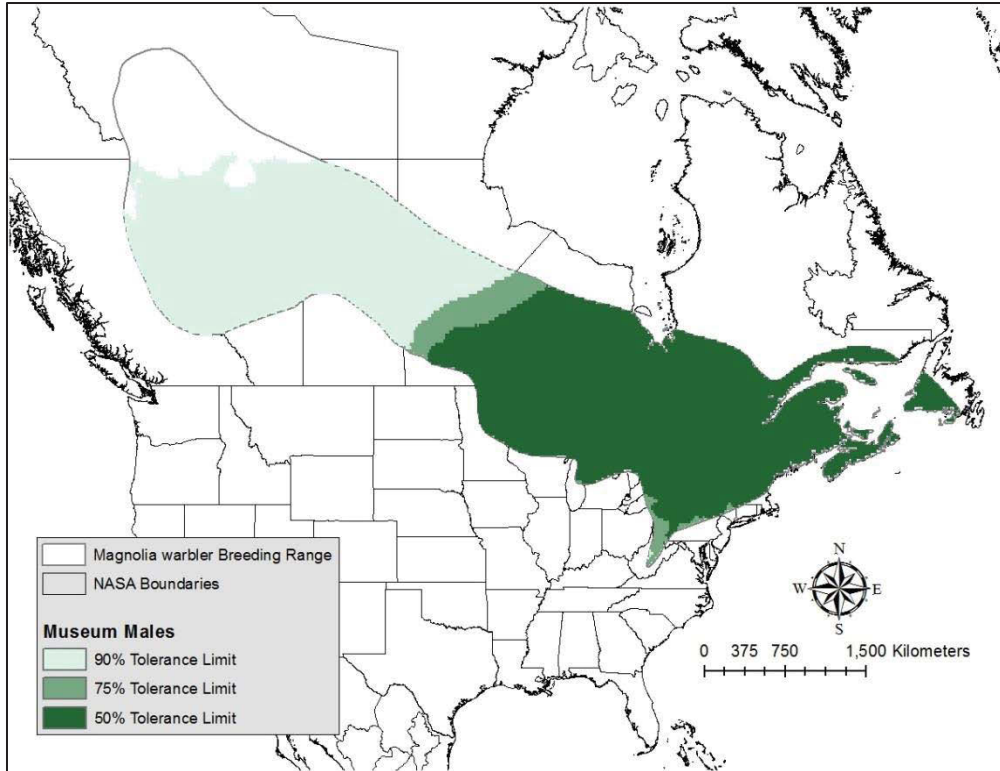 Magnolia warbler Breeding Range
NASA Boundaries
Museum Males
90% Tolerance Limit
75% Tolerance Limit
50% Tolerance Limit
N
W E
S
0 375 750 1,500 Kilometers